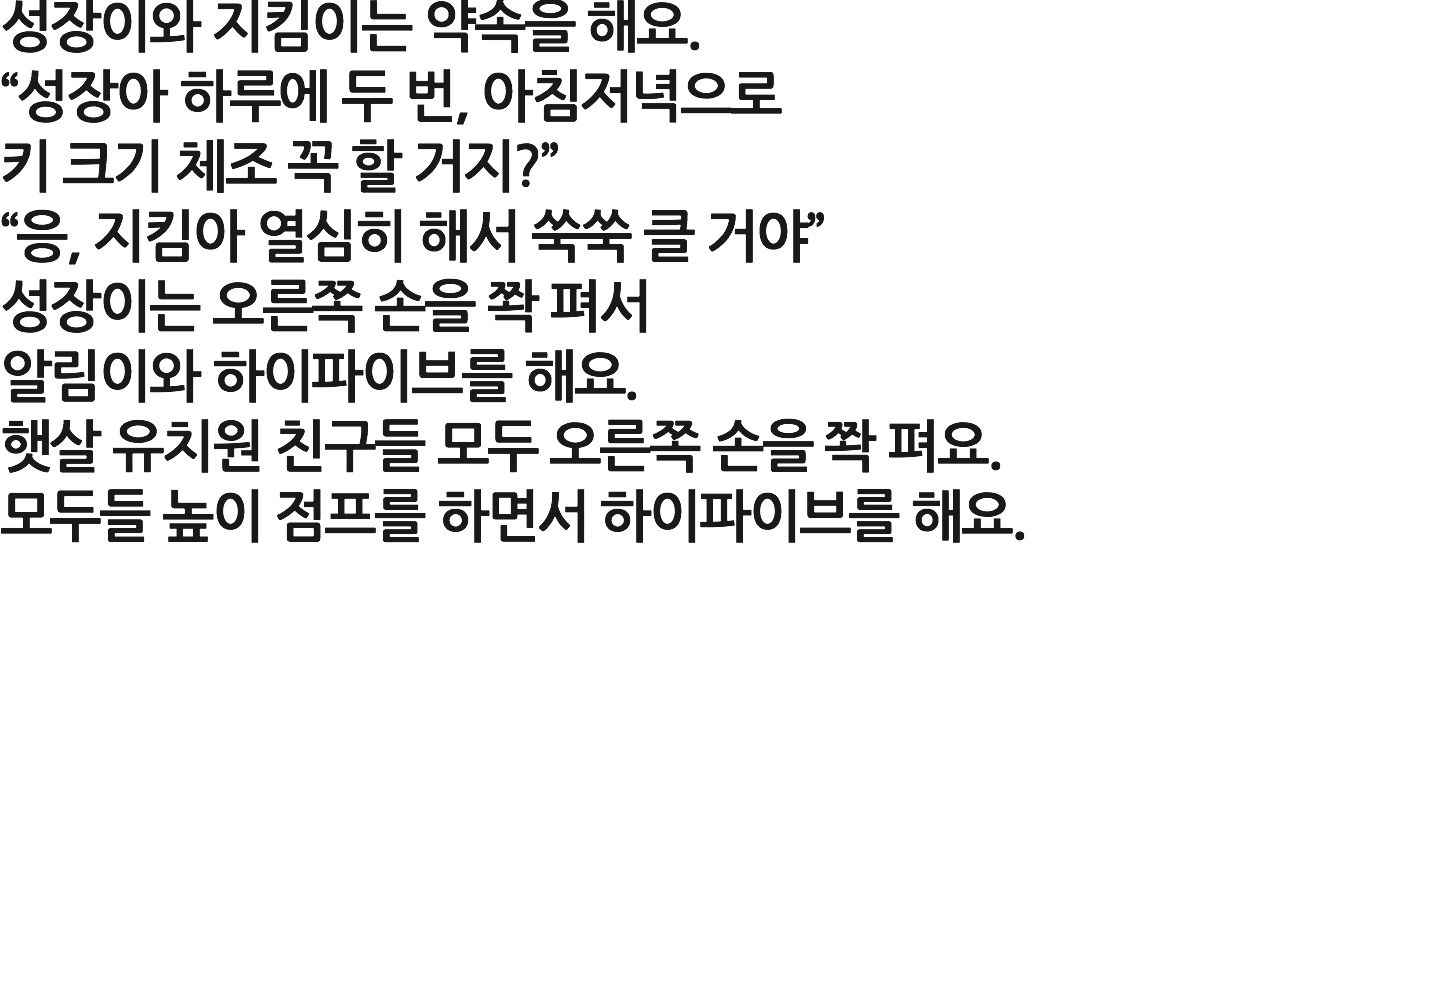 성장이와 지킴이는 약속을 해요.
“성장아 하루에 두 번, 아침저녁으로
키 크기 체조 꼭 할 거지?”
“응, 지킴아 열심히 해서 쑥쑥 클 거야”
성장이는 오른쪽 손을 쫙 펴서
알림이와 하이파이브를 해요.
햇살 유치원 친구들 모두 오른쪽 손을 쫙 펴요.
모두들 높이 점프를 하면서 하이파이브를 해요.